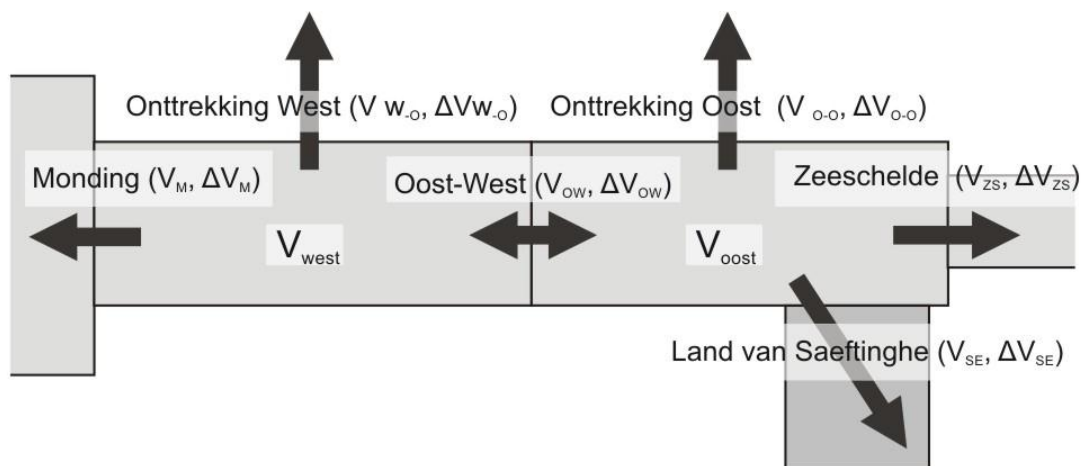 Onttrekking West (V w-o, ΔVw-o)
Onttrekking Oost (V o-o, ΔVo-o)
Monding (VM, ΔVM)
Oost-West (VOW, ΔVOW)
Zeeschelde (VZS, ΔVZS)
Vwest
Voost
Land van Saeftinghe (VSE, ΔVSE)